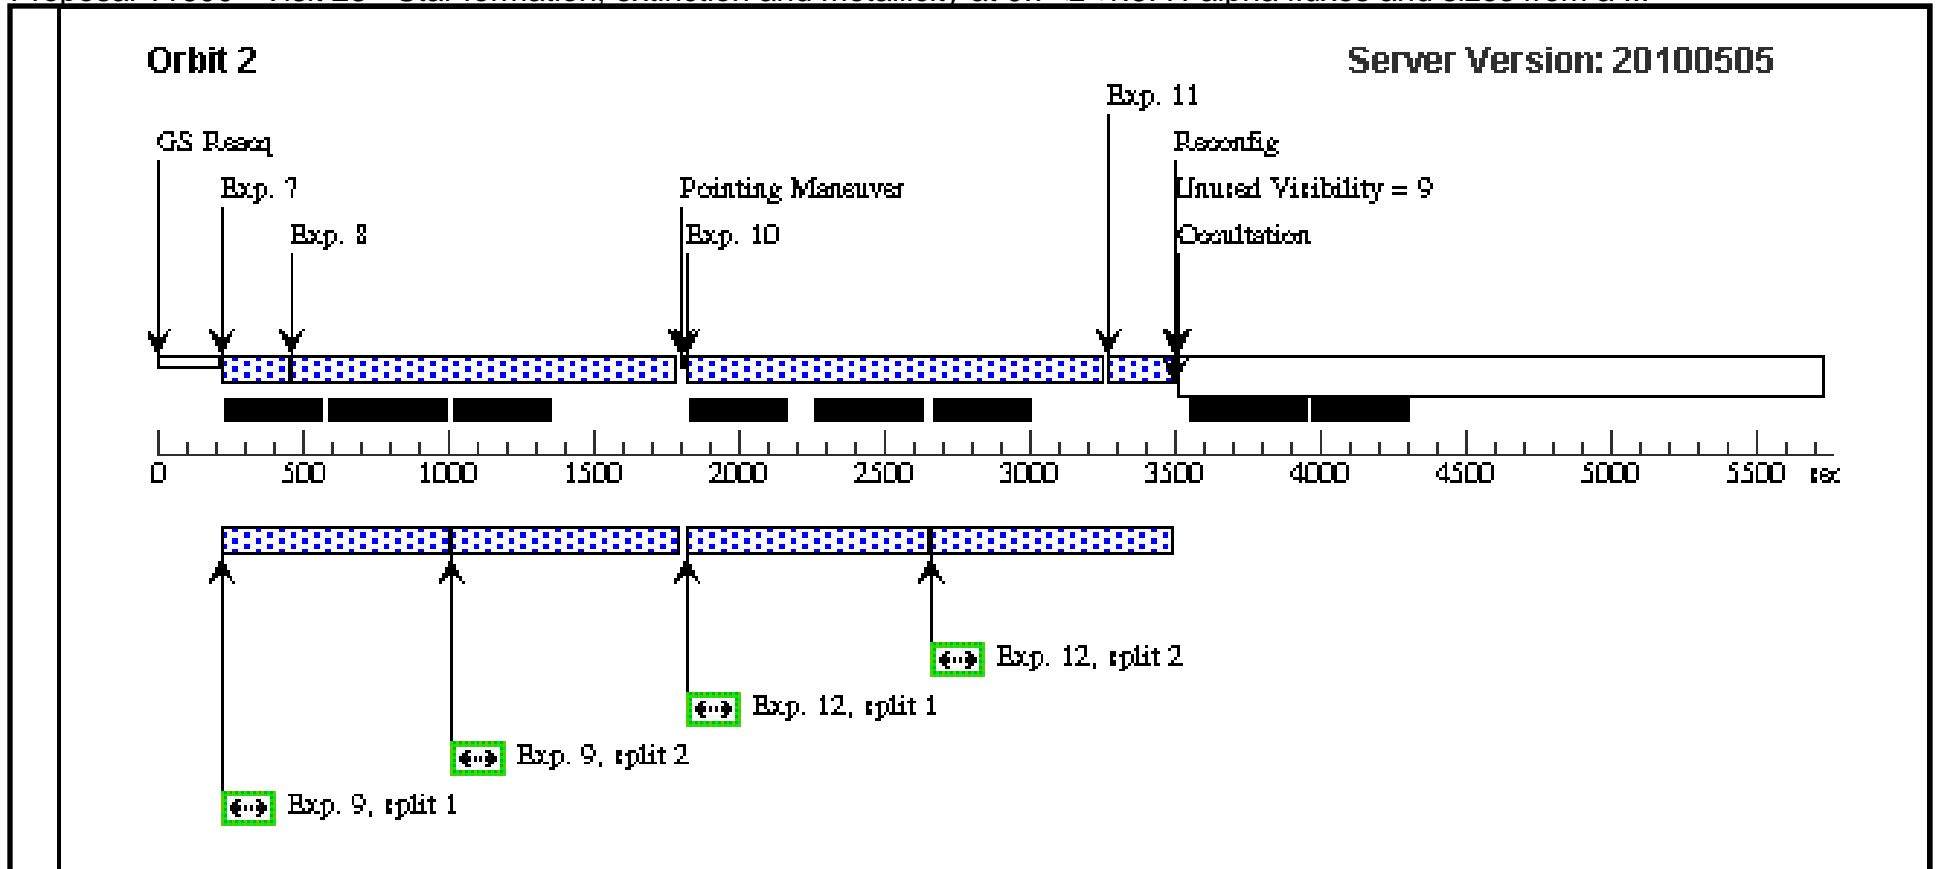 Orbit 2
Server Version: 20100505
Exp. 11
GS Reacq
Reconfig
Exp. 7
Pointing Maneuver
Unused Visibility = 9
Exp. 8
Exp. 10
Occultation
0 500 1000 1500 2000 2500 3000 3500 4000 4500 5000 5500 sec
Exp. 12, split 2
Exp. 12, split 1
Exp. 9, split 2
Exp. 9, split 1